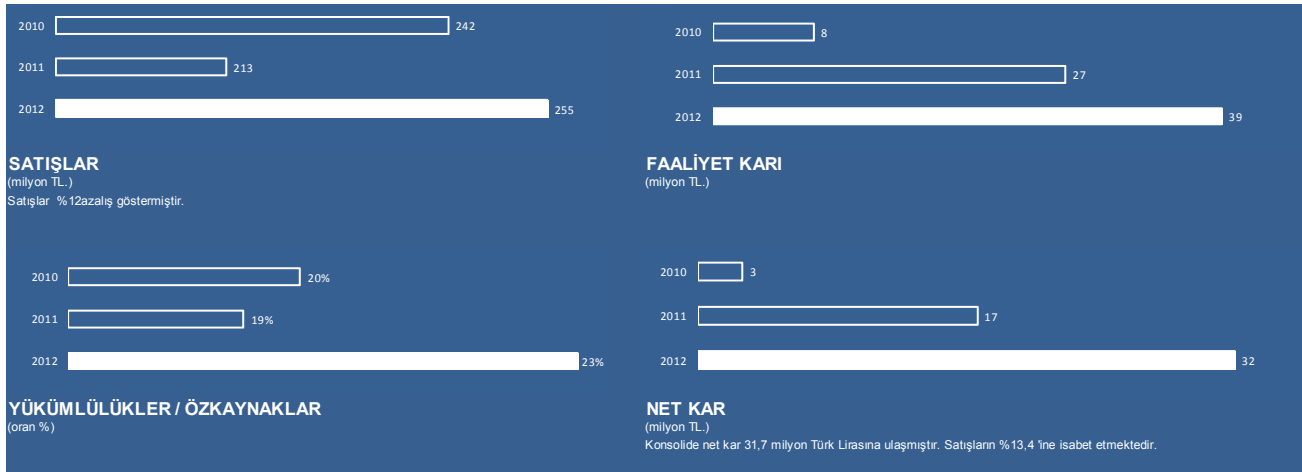 2010 242
2011 213
2012 255
SATIŞLAR
(milyon TL.)
Satışlar %12azalış göstermiştir.
2010 8
2011 27
2012 39
FAALİYET KARI
(milyon TL.)
2010 20%
2011 19%
2012 23%
YÜKÜMLÜLÜKLER / ÖZKAYNAKLAR
(oran %)
2010 3
2011 17
2012 32
NET KAR
(milyon TL.)
Konsolide net kar 31,7 milyon Türk Lirasına ulaşmıştır. Satışların %13,4 'ine isabet etmektedir.